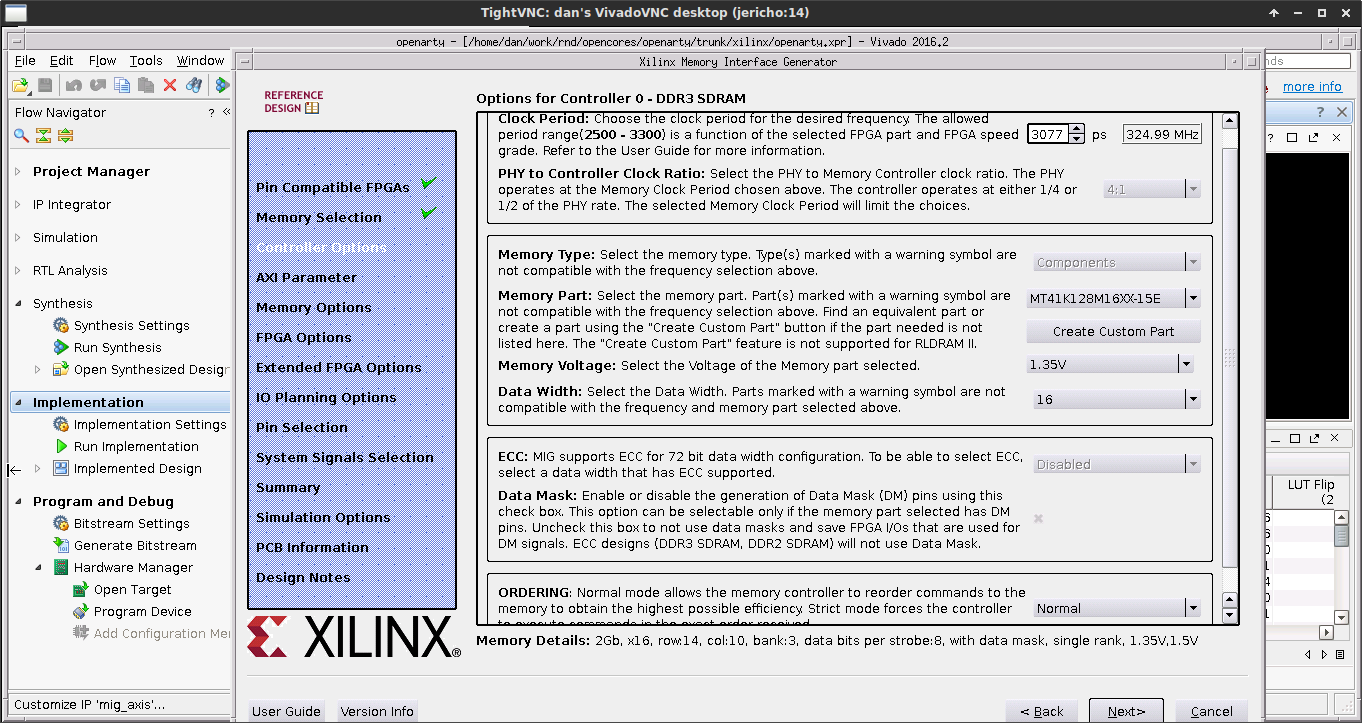 TightVNC: dan's VivadoVNC desktop (jericho:14)
openarty - [/home/dan/work/rnd/opencores/openarty/trunk/xilinx/openarty.xpr] - Vivado 2016.2
File Edit Flow Tools Window
Xilinx Memory Interface Generator
more info
Flow Navigator
Project Manager
IP Integrator
Simulation
RTL Analysis
Synthesis
Synthesis Settings
Run Synthesis
Open Synthesized Design
Implementation
Implementation Settings
Run Implementation
Implemented Design
Program and Debug
Bitstream Settings
Generate Bitstream
Hardware Manager
Open Target
Program Device
Add Configuration Me
Customize IP 'mig_axis'...
REFERENCE
DESIGN
Pin Compatible FPGAs
Memory Selection
Controller Options
AXI Parameter
Memory Options
FPGA Options
Extended FPGA Options
IO Planning Options
Pin Selection
System Signals Selection
Summary
Simulation Options
PCB Information
Design Notes
XILINX®
User Guide
Version Info
Options for Controller 0 - DDR3 SDRAM
Clock Period: Choose the clock period for the desired frequency. The allowed
period range(2500 - 3300) is a function of the selected FPGA part and FPGA speed
grade. Refer to the User Guide for more information.
3077 ps 324.99 MHz
PHY to Controller Clock Ratio: Select the PHY to Memory Controller clock ratio. The PHY
operates at the Memory Clock Period chosen above. The controller operates at either 1/4 or
1/2 of the PHY rate. The selected Memory Clock Period will limit the choices.
4:1
Memory Type: Select the memory type. Type(s) marked with a warning symbol are
not compatible with the frequency selection above.
Components
Memory Part: Select the memory part. Part(s) marked with a warning symbol are
not compatible with the frequency selection above. Find an equivalent part or
create a part using the "Create Custom Part" button if the part needed is not
listed here. The "Create Custom Part" feature is not supported for RLDRAM II.
MT41K128M16XX-15E
Create Custom Part
Memory Voltage: Select the Voltage of the Memory part selected.
1.35V
Data Width: Select the Data Width. Parts marked with a warning symbol are not
compatible with the frequency and memory part selected above.
16
ECC: MIG supports ECC for 72 bit data width configuration. To be able to select ECC,
select a data width that has ECC supported.
Disabled
Data Mask: Enable or disable the generation of Data Mask (DM) pins using this
check box. This option can be selectable only if the memory part selected has DM
pins. Uncheck this box to not use data masks and save FPGA I/Os that are used for
DM signals. ECC designs (DDR3 SDRAM, DDR2 SDRAM) will not use Data Mask.
ORDERING: Normal mode allows the memory controller to reorder commands to the
memory to obtain the highest possible efficiency. Strict mode forces the controller
to execute commands in the exact order received.
Normal
Memory Details: 2Gb, x16, row:14, col:10, bank:3, data bits per strobe:8, with data mask, single rank, 1.35V,1.5V
< Back
Next>
Cancel
LUT Flip
(2